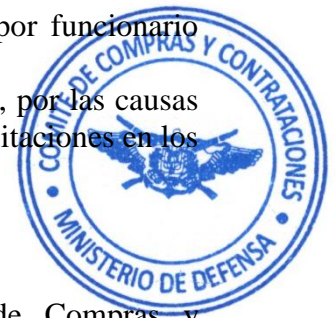 por funcionario
, por las causas
itaciones en los
de Compras y
COMITE DE COMPRAS Y CONTRATACIONES
MINISTERIO DE DEFENSA